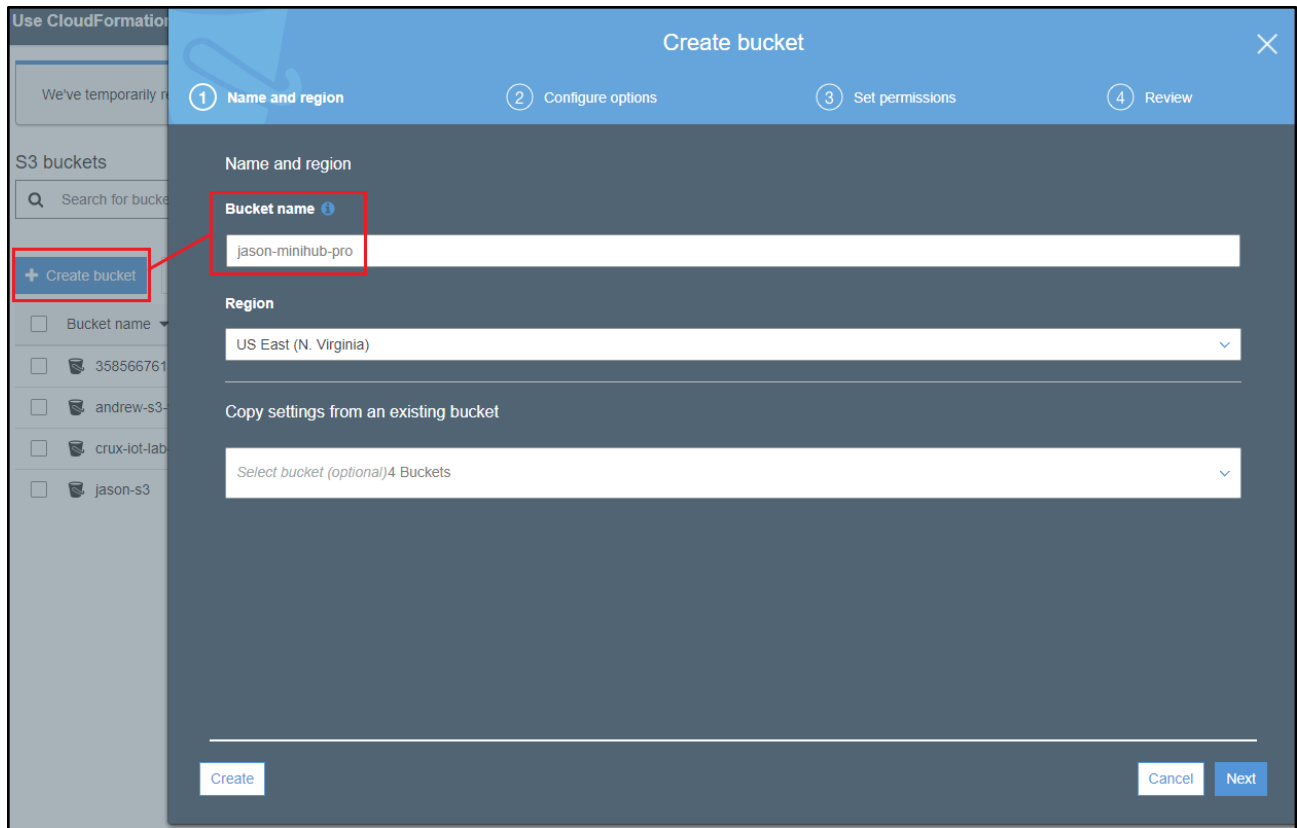 Use CloudFormation
Create bucket
We've temporarily
1 Name and region
2 Configure options
3 Set permissions
4 Review
S3 buckets
Search for bucke
+ Create bucket
Bucket name
358566761
andrew-s3-
crux-iot-lab
jason-s3
Name and region
Bucket name
jason-minihub-pro
Region
US East (N. Virginia)
Copy settings from an existing bucket
Select bucket (optional)4 Buckets
Create
Cancel
Next